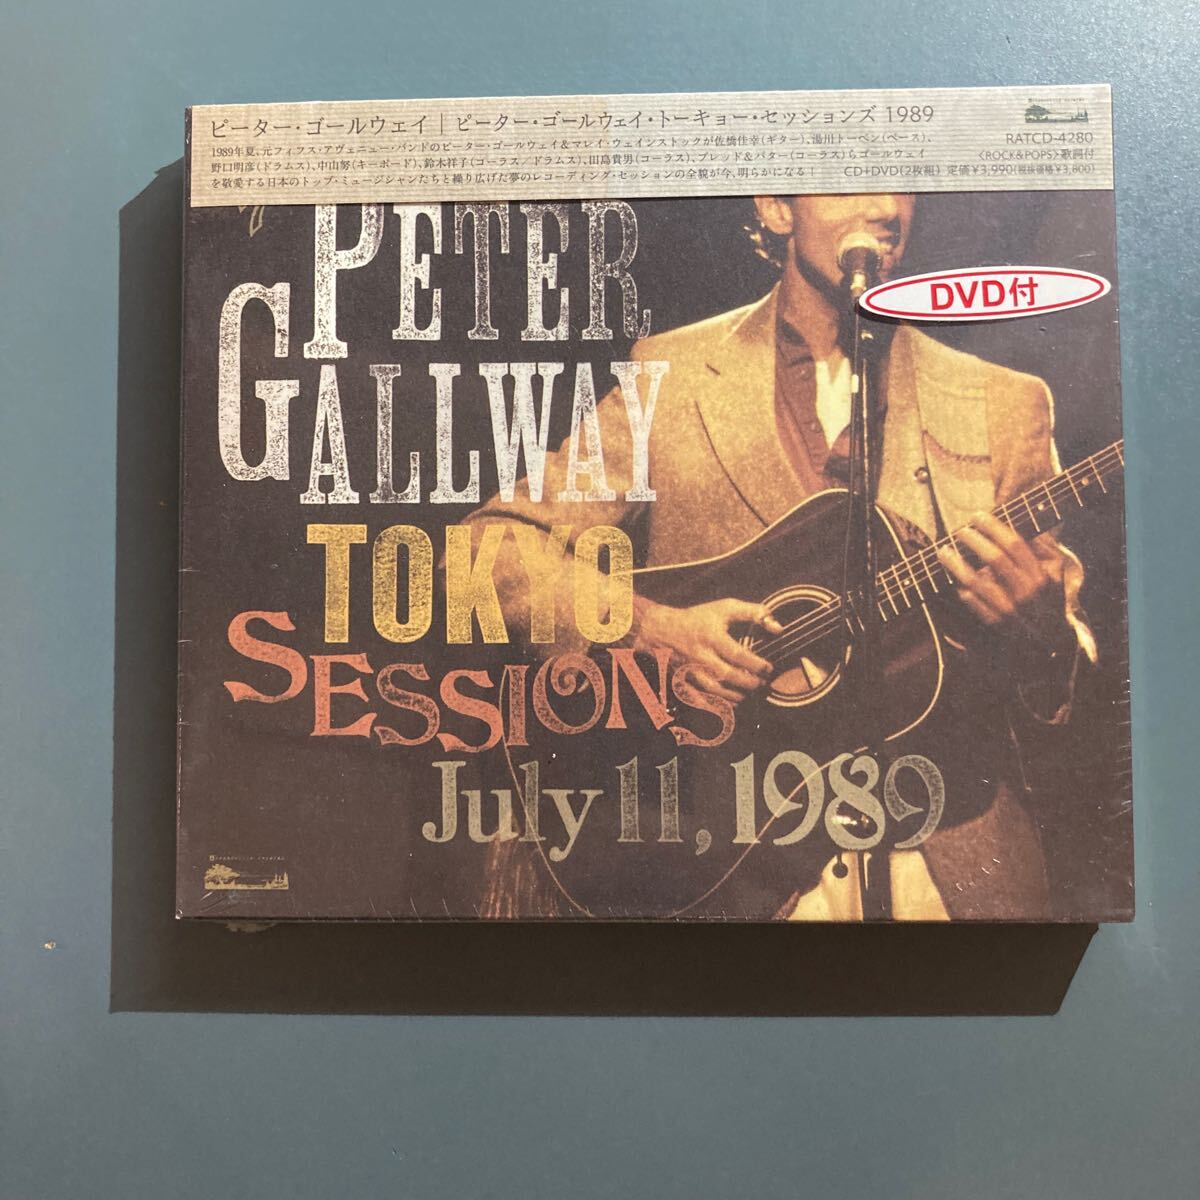 ピーター・ゴールウェイ｜ピーター・ゴールウェイ・トーキョー・セッションズ 1989
1989年夏、元フィフス・アヴェニュー・バンドのピーター・ゴールウェイ&マレイ・ウェインストックが佐橋佳幸(ギター)、湯川トーベン(ベース)、
野口明彦(ドラムス)、中山努(キーボード)、鈴木祥子(コーラス/ドラムス)、田島貴男(コーラス)、ブレッド&バター(コーラス)らゴールウェイ
を敬愛する日本のトップ・ミュージシャンたちと繰り広げた夢のレコーディング・セッションの全貌が今、明らかになる！
RATCD-4280
〈ROCK&POPS〉歌詞付
CD+DVD(2枚組) 定価¥3,990(税抜価格¥3,800)
DVD付
PETER
GALLWAY
TOKYO
SESSIONS
July 11, 1989